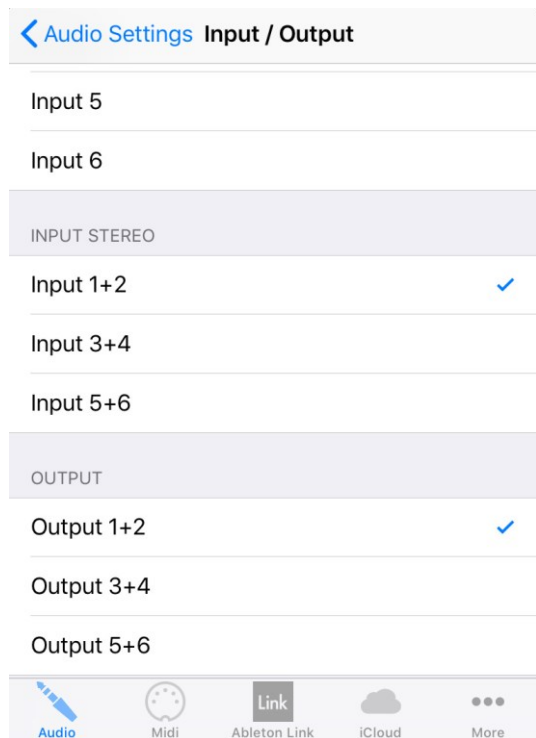 Audio Settings Input / Output
Input 5
Input 6
INPUT STEREO
Input 1+2
Input 3+4
Input 5+6
OUTPUT
Output 1+2
Output 3+4
Output 5+6
Link
Audio Midi Ableton Link iCloud More